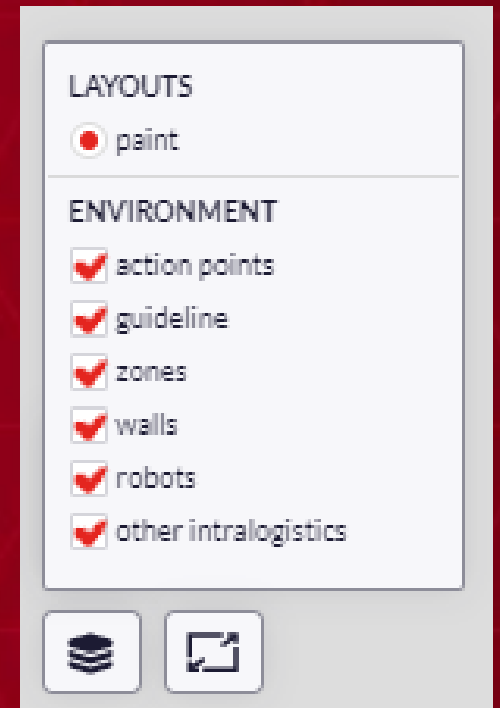 LAYOUTS
paint
ENVIRONMENT
action points
guideline
zones
walls
robots
other intralogistics